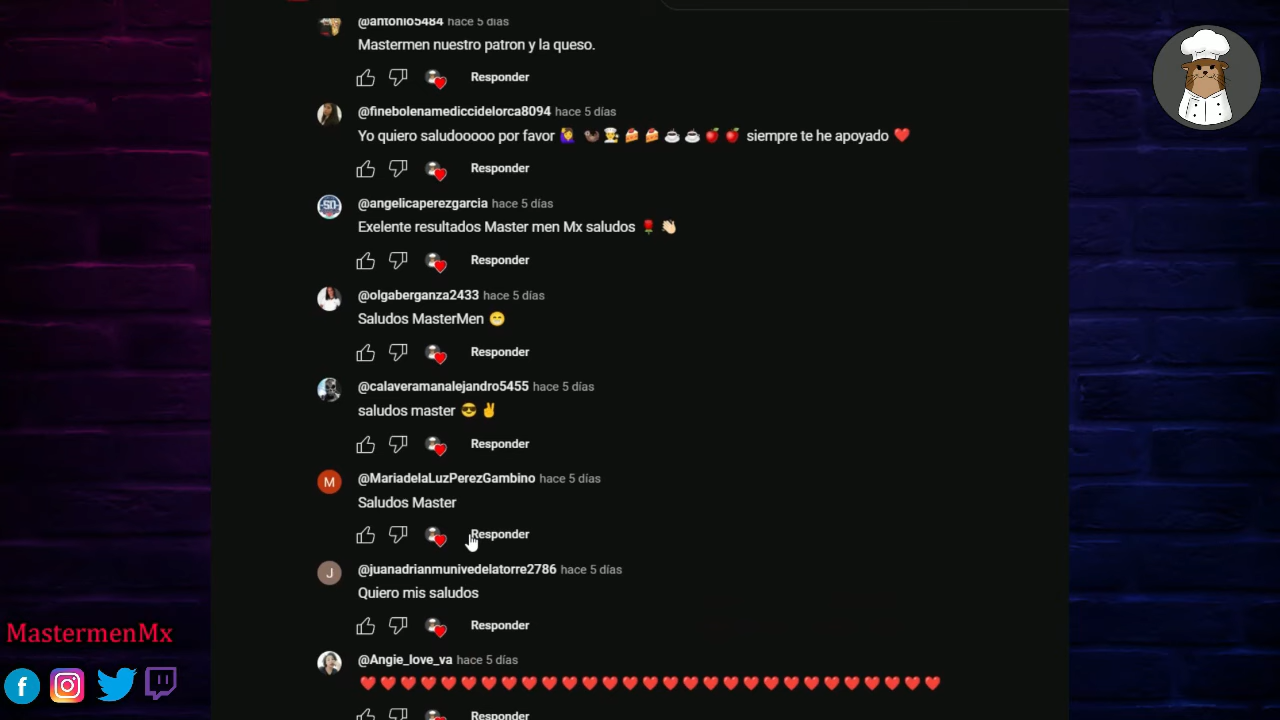 @antonio5484 hace 5 días
Mastermen nuestro patron y la queso.
Responder
@finebolenamediccidelorca8094 hace 5 días
Yo quiero saludooooo por favor 🙋‍♀️ 🦦 👨‍🍳 🍰 🍰 ☕ ☕ 🍎 🍎 siempre te he apoyado ❤️
Responder
@angelicaperezgarcia hace 5 días
Exelente resultados Master men Mx saludos 🌹 👏🏻
Responder
@olgaberganza2433 hace 5 días
Saludos MasterMen 😁
Responder
@calaveramanalejandro5455 hace 5 días
saludos master 😎 ✌️
Responder
M
@MariadelaLuzPerezGambino hace 5 días
Saludos Master
Responder
J
@juanadrianmunivedelatorre2786 hace 5 días
Quiero mis saludos
Responder
MastermenMx
@Angie_love_va hace 5 días
❤️❤️❤️❤️❤️❤️❤️❤️❤️❤️❤️❤️❤️❤️❤️❤️❤️❤️❤️❤️❤️❤️❤️❤️❤️❤️❤️❤️❤️
Responder